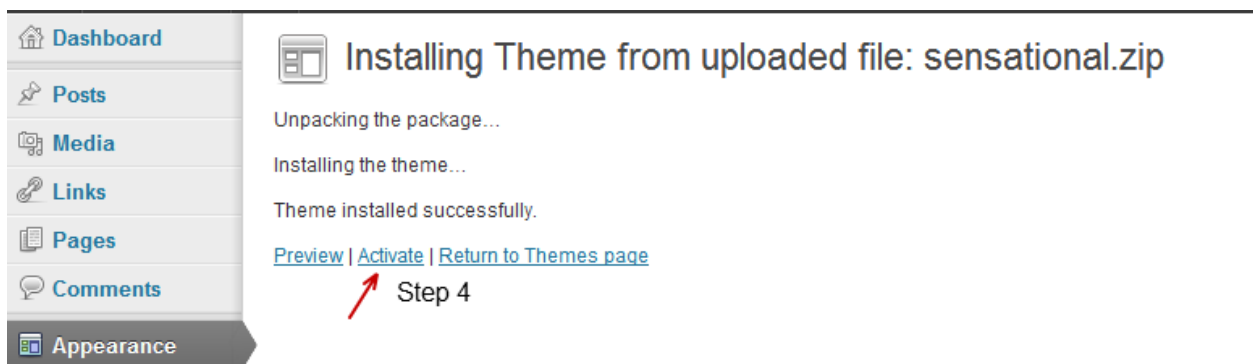 Dashboard
Posts
Media
Links
Pages
Comments
Appearance
Installing Theme from uploaded file: sensational.zip
Unpacking the package…
Installing the theme…
Theme installed successfully.
Preview | Activate | Return to Themes page
Step 4